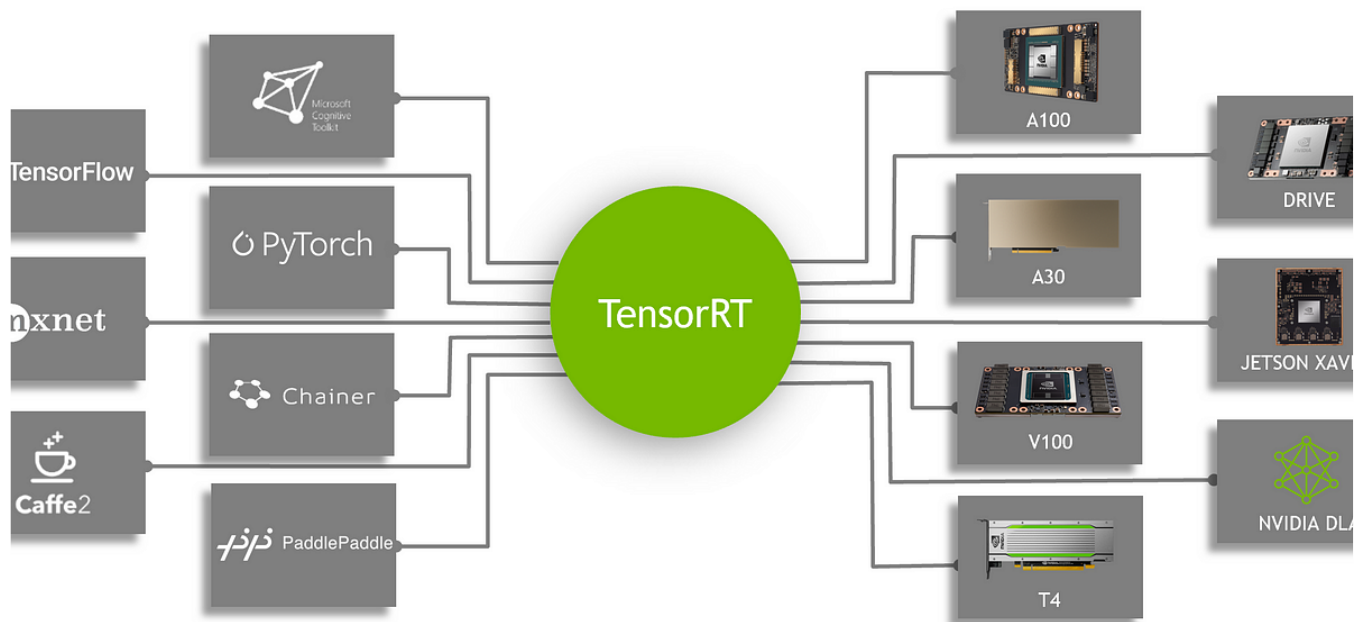 Microsoft
Cognitive
Toolkit
TensorFlow
PyTorch
mxnet
Chainer
Caffe2
PaddlePaddle
TensorRT
A100
DRIVE
A30
JETSON XAVI
V100
NVIDIA DLA
T4